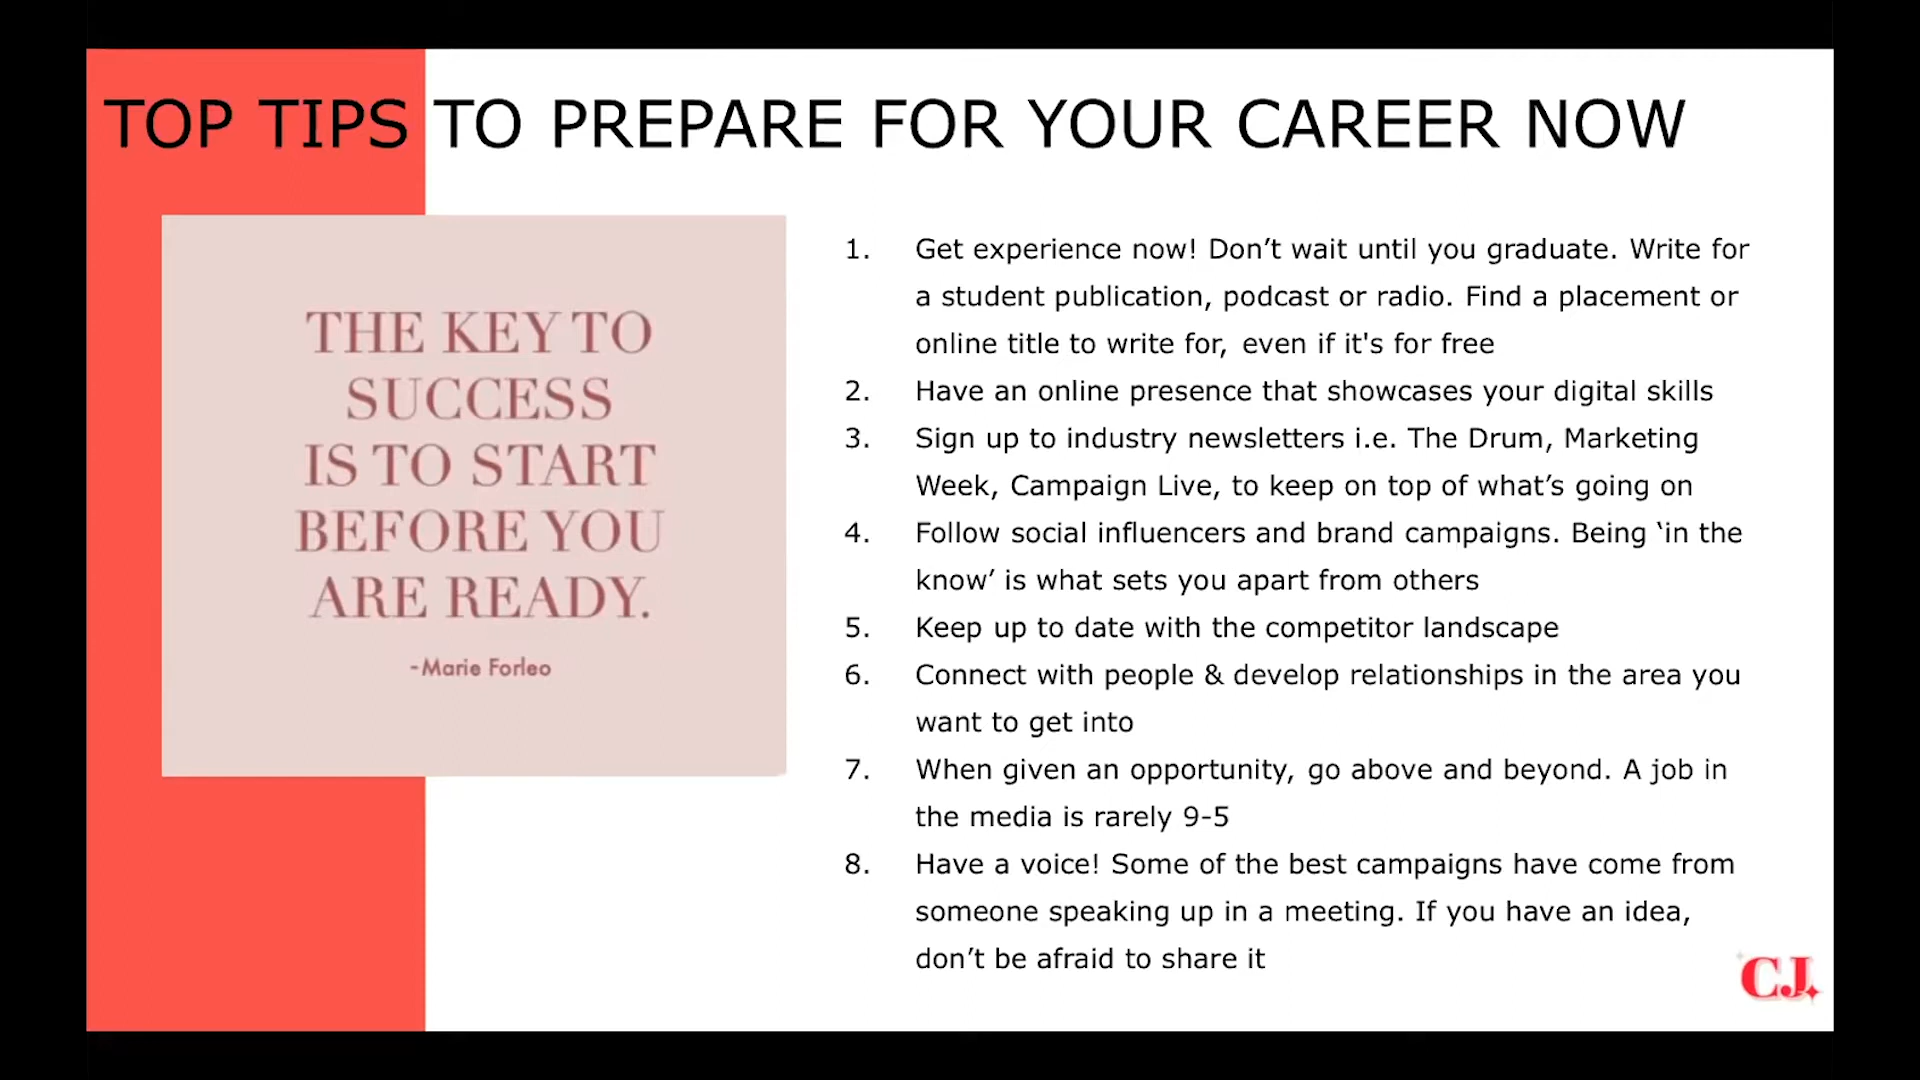 TOP TIPS TO PREPARE FOR YOUR CAREER NOW
THE KEY TO
SUCCESS
IS TO START
BEFORE YOU
ARE READY.
-Marie Forleo
1. Get experience now! Don’t wait until you graduate. Write for
a student publication, podcast or radio. Find a placement or
online title to write for, even if it's for free
2. Have an online presence that showcases your digital skills
3. Sign up to industry newsletters i.e. The Drum, Marketing
Week, Campaign Live, to keep on top of what’s going on
4. Follow social influencers and brand campaigns. Being ‘in the
know’ is what sets you apart from others
5. Keep up to date with the competitor landscape
6. Connect with people & develop relationships in the area you
want to get into
7. When given an opportunity, go above and beyond. A job in
the media is rarely 9-5
8. Have a voice! Some of the best campaigns have come from
someone speaking up in a meeting. If you have an idea,
don’t be afraid to share it
CJ.